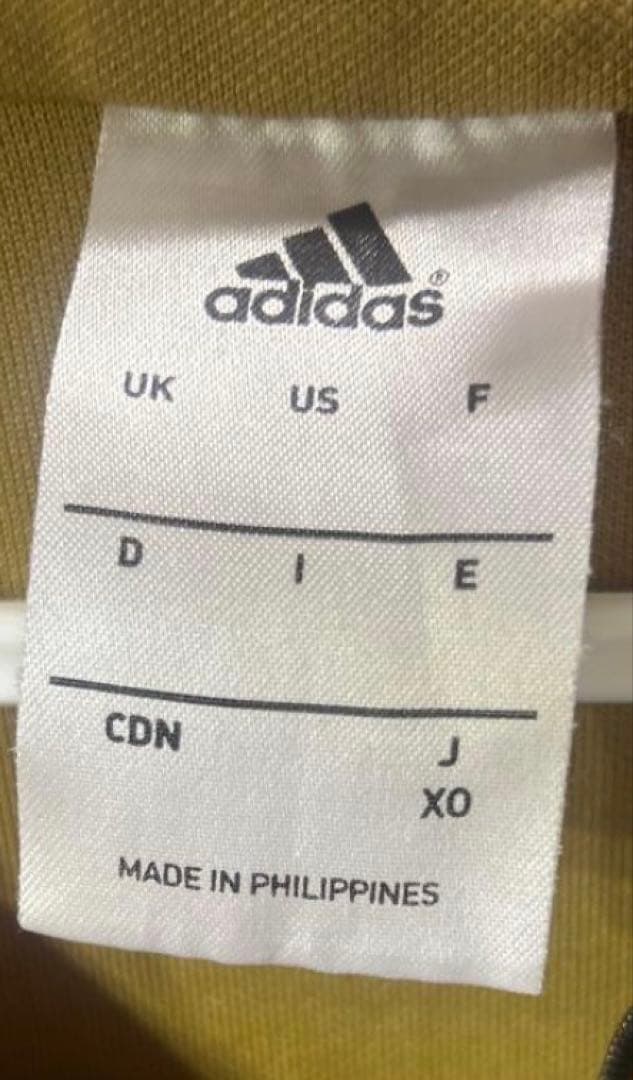 adidas®
UK US F
D I E
CDN J
XO
MADE IN PHILIPPINES